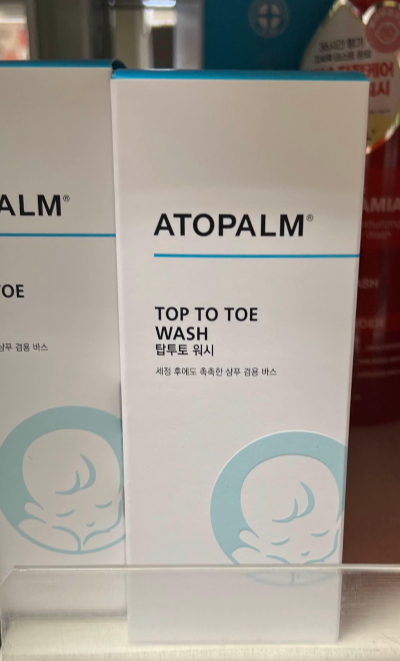 ALM®
OE
샴푸 겸용 바스
ATOPALM®
TOP TO TOE
WASH
탑투토 워시
세정 후에도 촉촉한 샴푸 겸용 바스